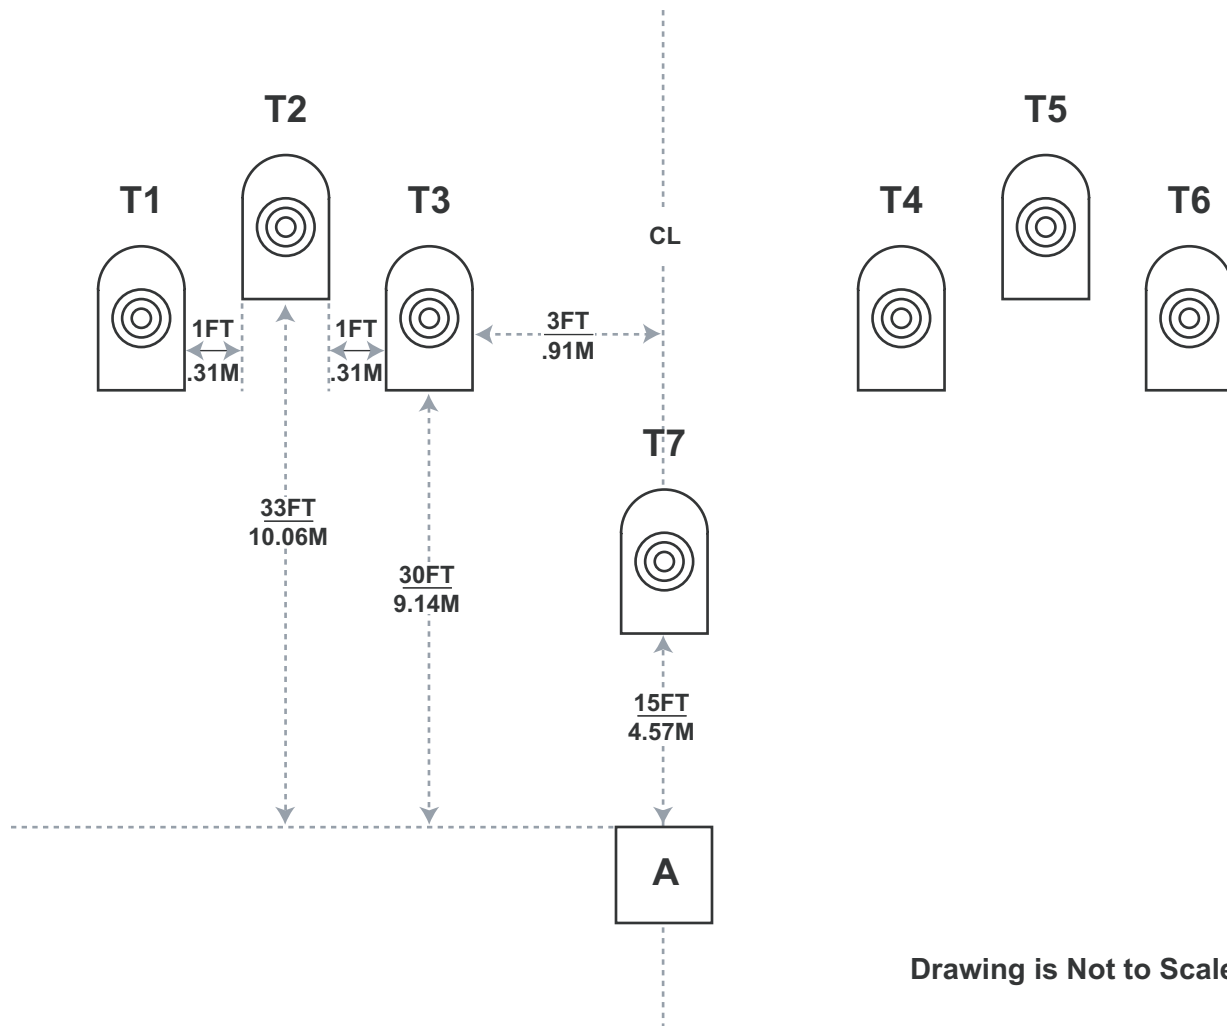 T2
T5
T1
T3
T4
T6
CL
1FT
.31M
1FT
.31M
3FT
.91M
T7
33FT
10.06M
30FT
9.14M
15FT
4.57M
A
Drawing is Not to Scale